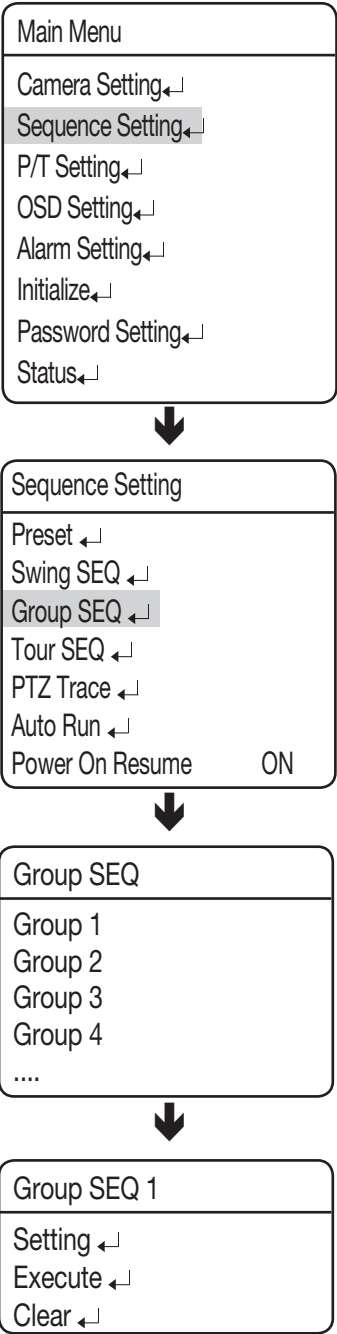 Main Menu
Camera Setting↵
Sequence Setting↵
P/T Setting↵
OSD Setting↵
Alarm Setting↵
Initialize↵
Password Setting↵
Status↵
Sequence Setting
Preset ↵
Swing SEQ ↵
Group SEQ ↵
Tour SEQ ↵
PTZ Trace ↵
Auto Run ↵
Power On Resume ON
Group SEQ
Group 1
Group 2
Group 3
Group 4
....
Group SEQ 1
Setting ↵
Execute ↵
Clear ↵